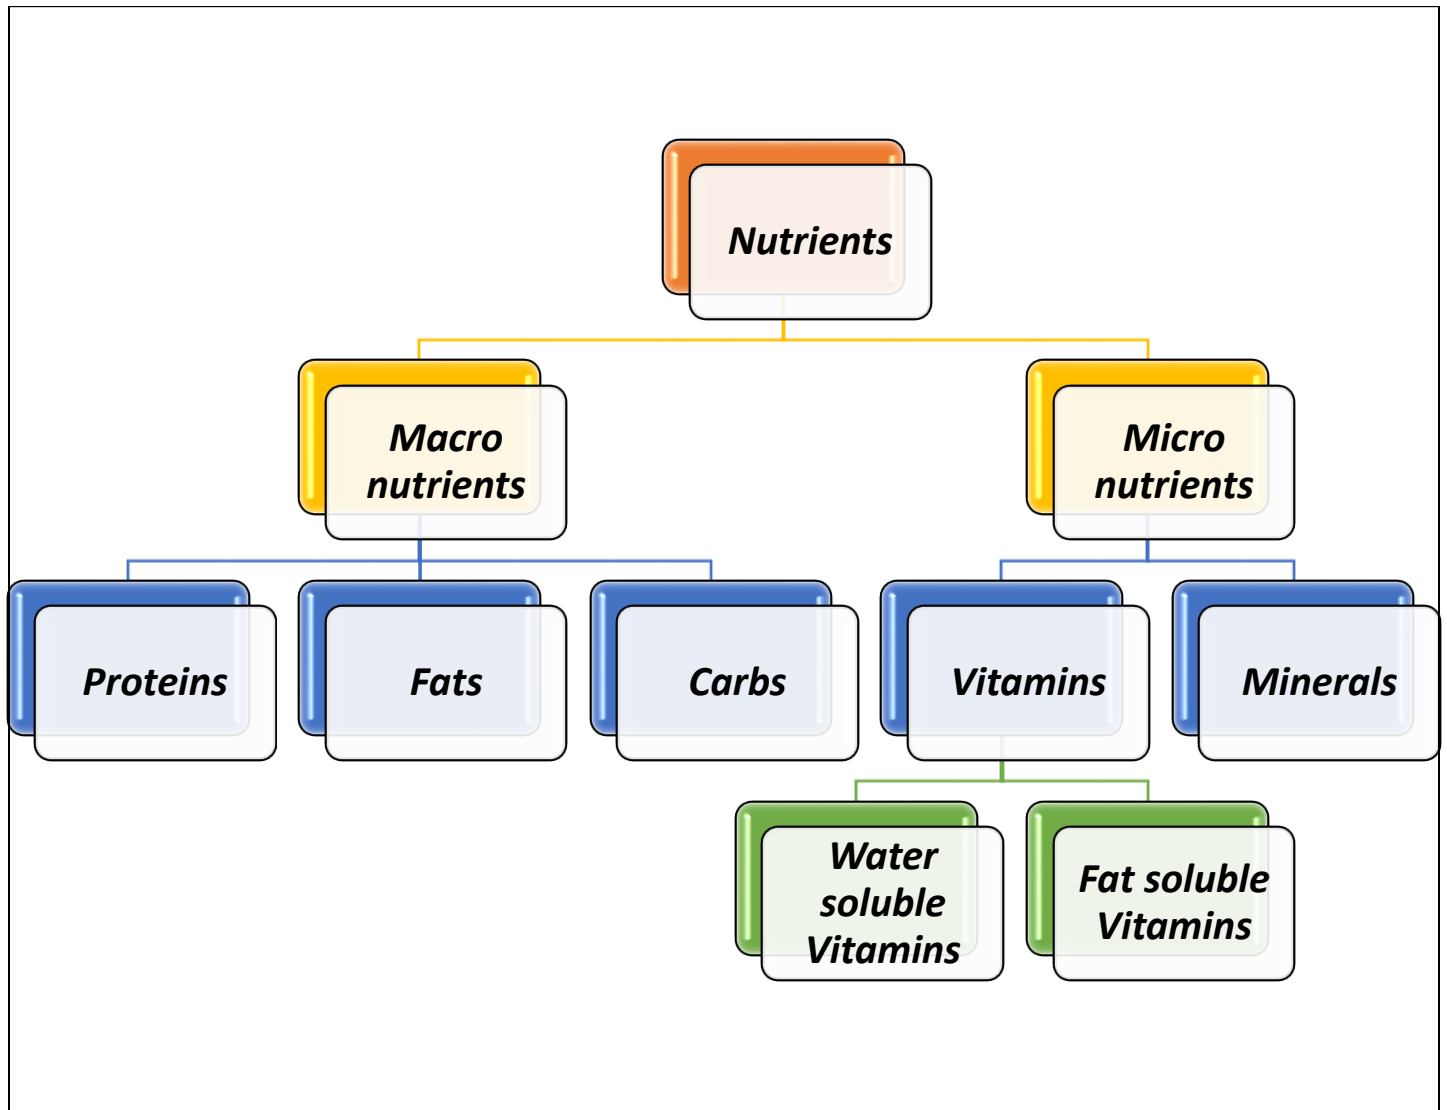 Nutrients
Macro
nutrients
Micro
nutrients
Proteins
Fats
Carbs
Vitamins
Minerals
Water
soluble
Vitamins
Fat soluble
Vitamins